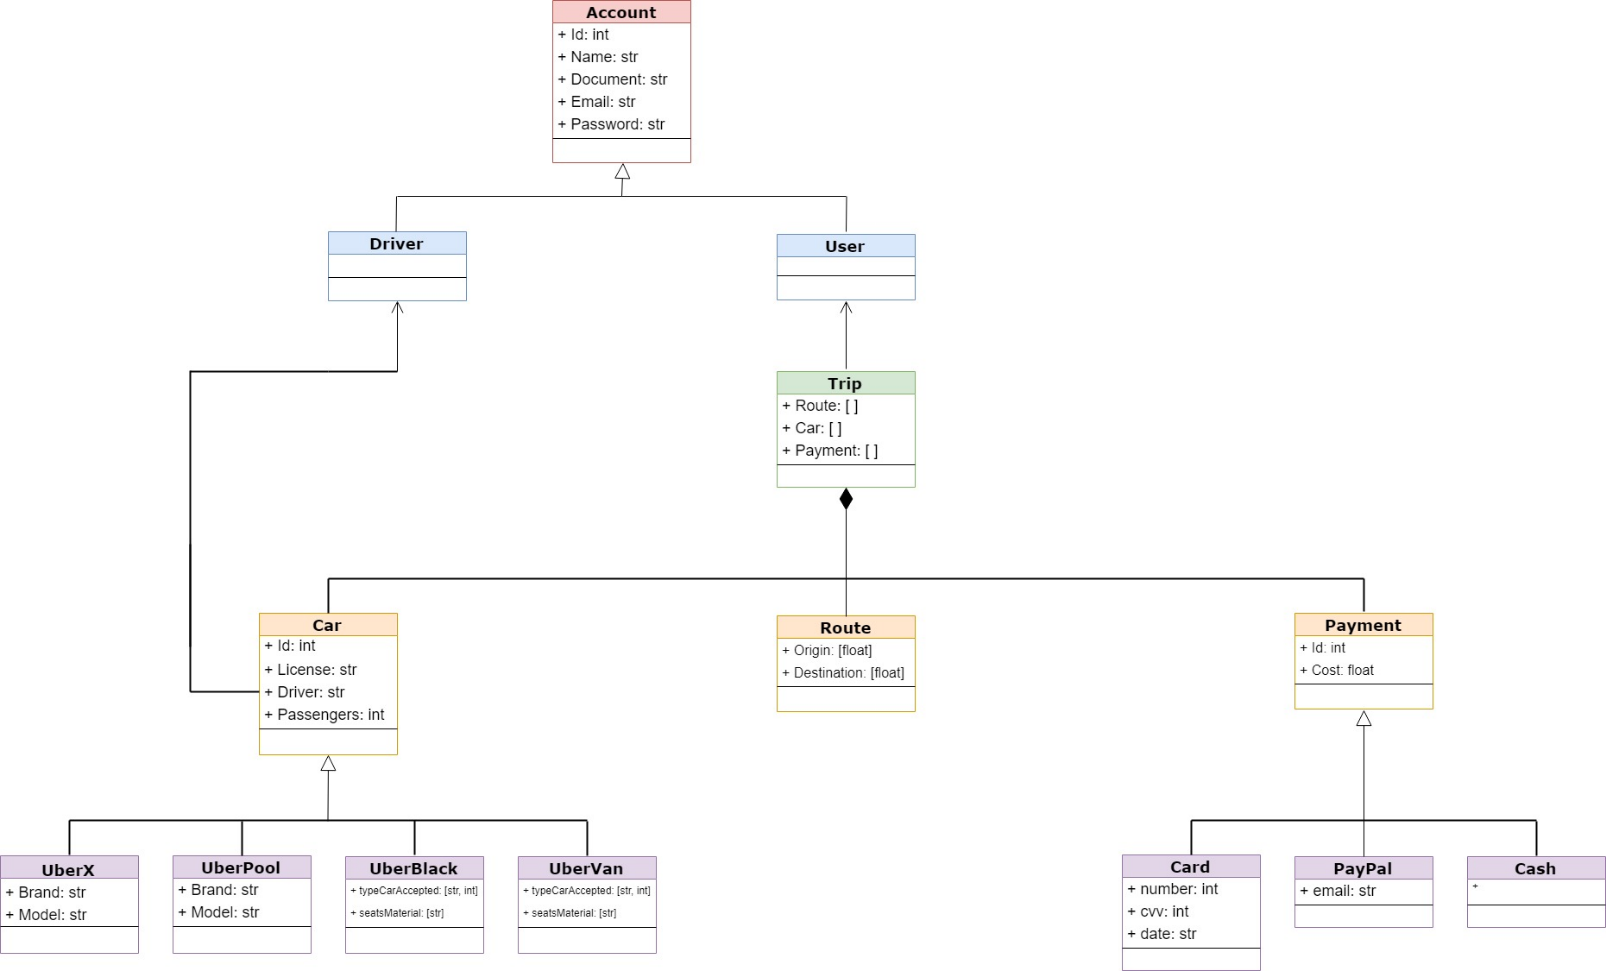 Account
+ Id: int
+ Name: str
+ Document: str
+ Email: str
+ Password: str
Driver
User
Trip
+ Route: [ ]
+ Car: [ ]
+ Payment: [ ]
Car
+ Id: int
+ License: str
+ Driver: str
+ Passengers: int
Route
+ Origin: [float]
+ Destination: [float]
Payment
+ Id: int
+ Cost: float
UberX
+ Brand: str
+ Model: str
UberPool
+ Brand: str
+ Model: str
UberBlack
+ typeCarAccepted: [str, int]
+ seatsMaterial: [str]
UberVan
+ typeCarAccepted: [str, int]
+ seatsMaterial: [str]
Card
+ number: int
+ cvv: int
+ date: str
PayPal
+ email: str
Cash
+